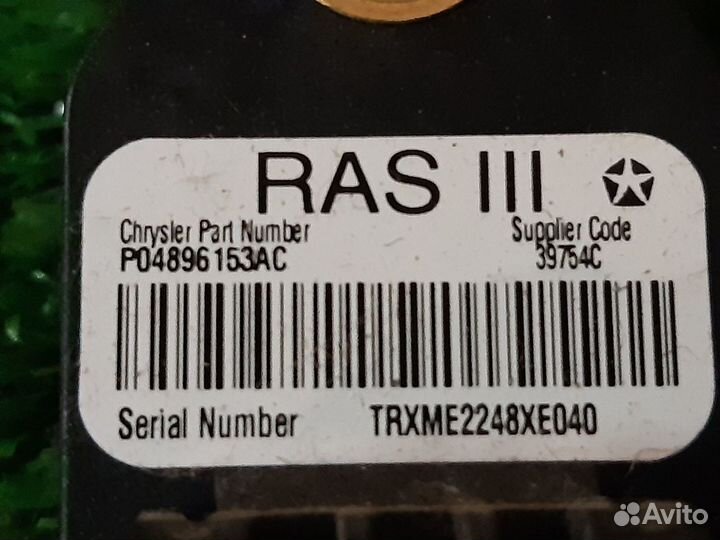 RAS III
Chrysler Part Number Supplier Code
P04896153AC 39754C
Serial Number TRXME2248XE040
Avito